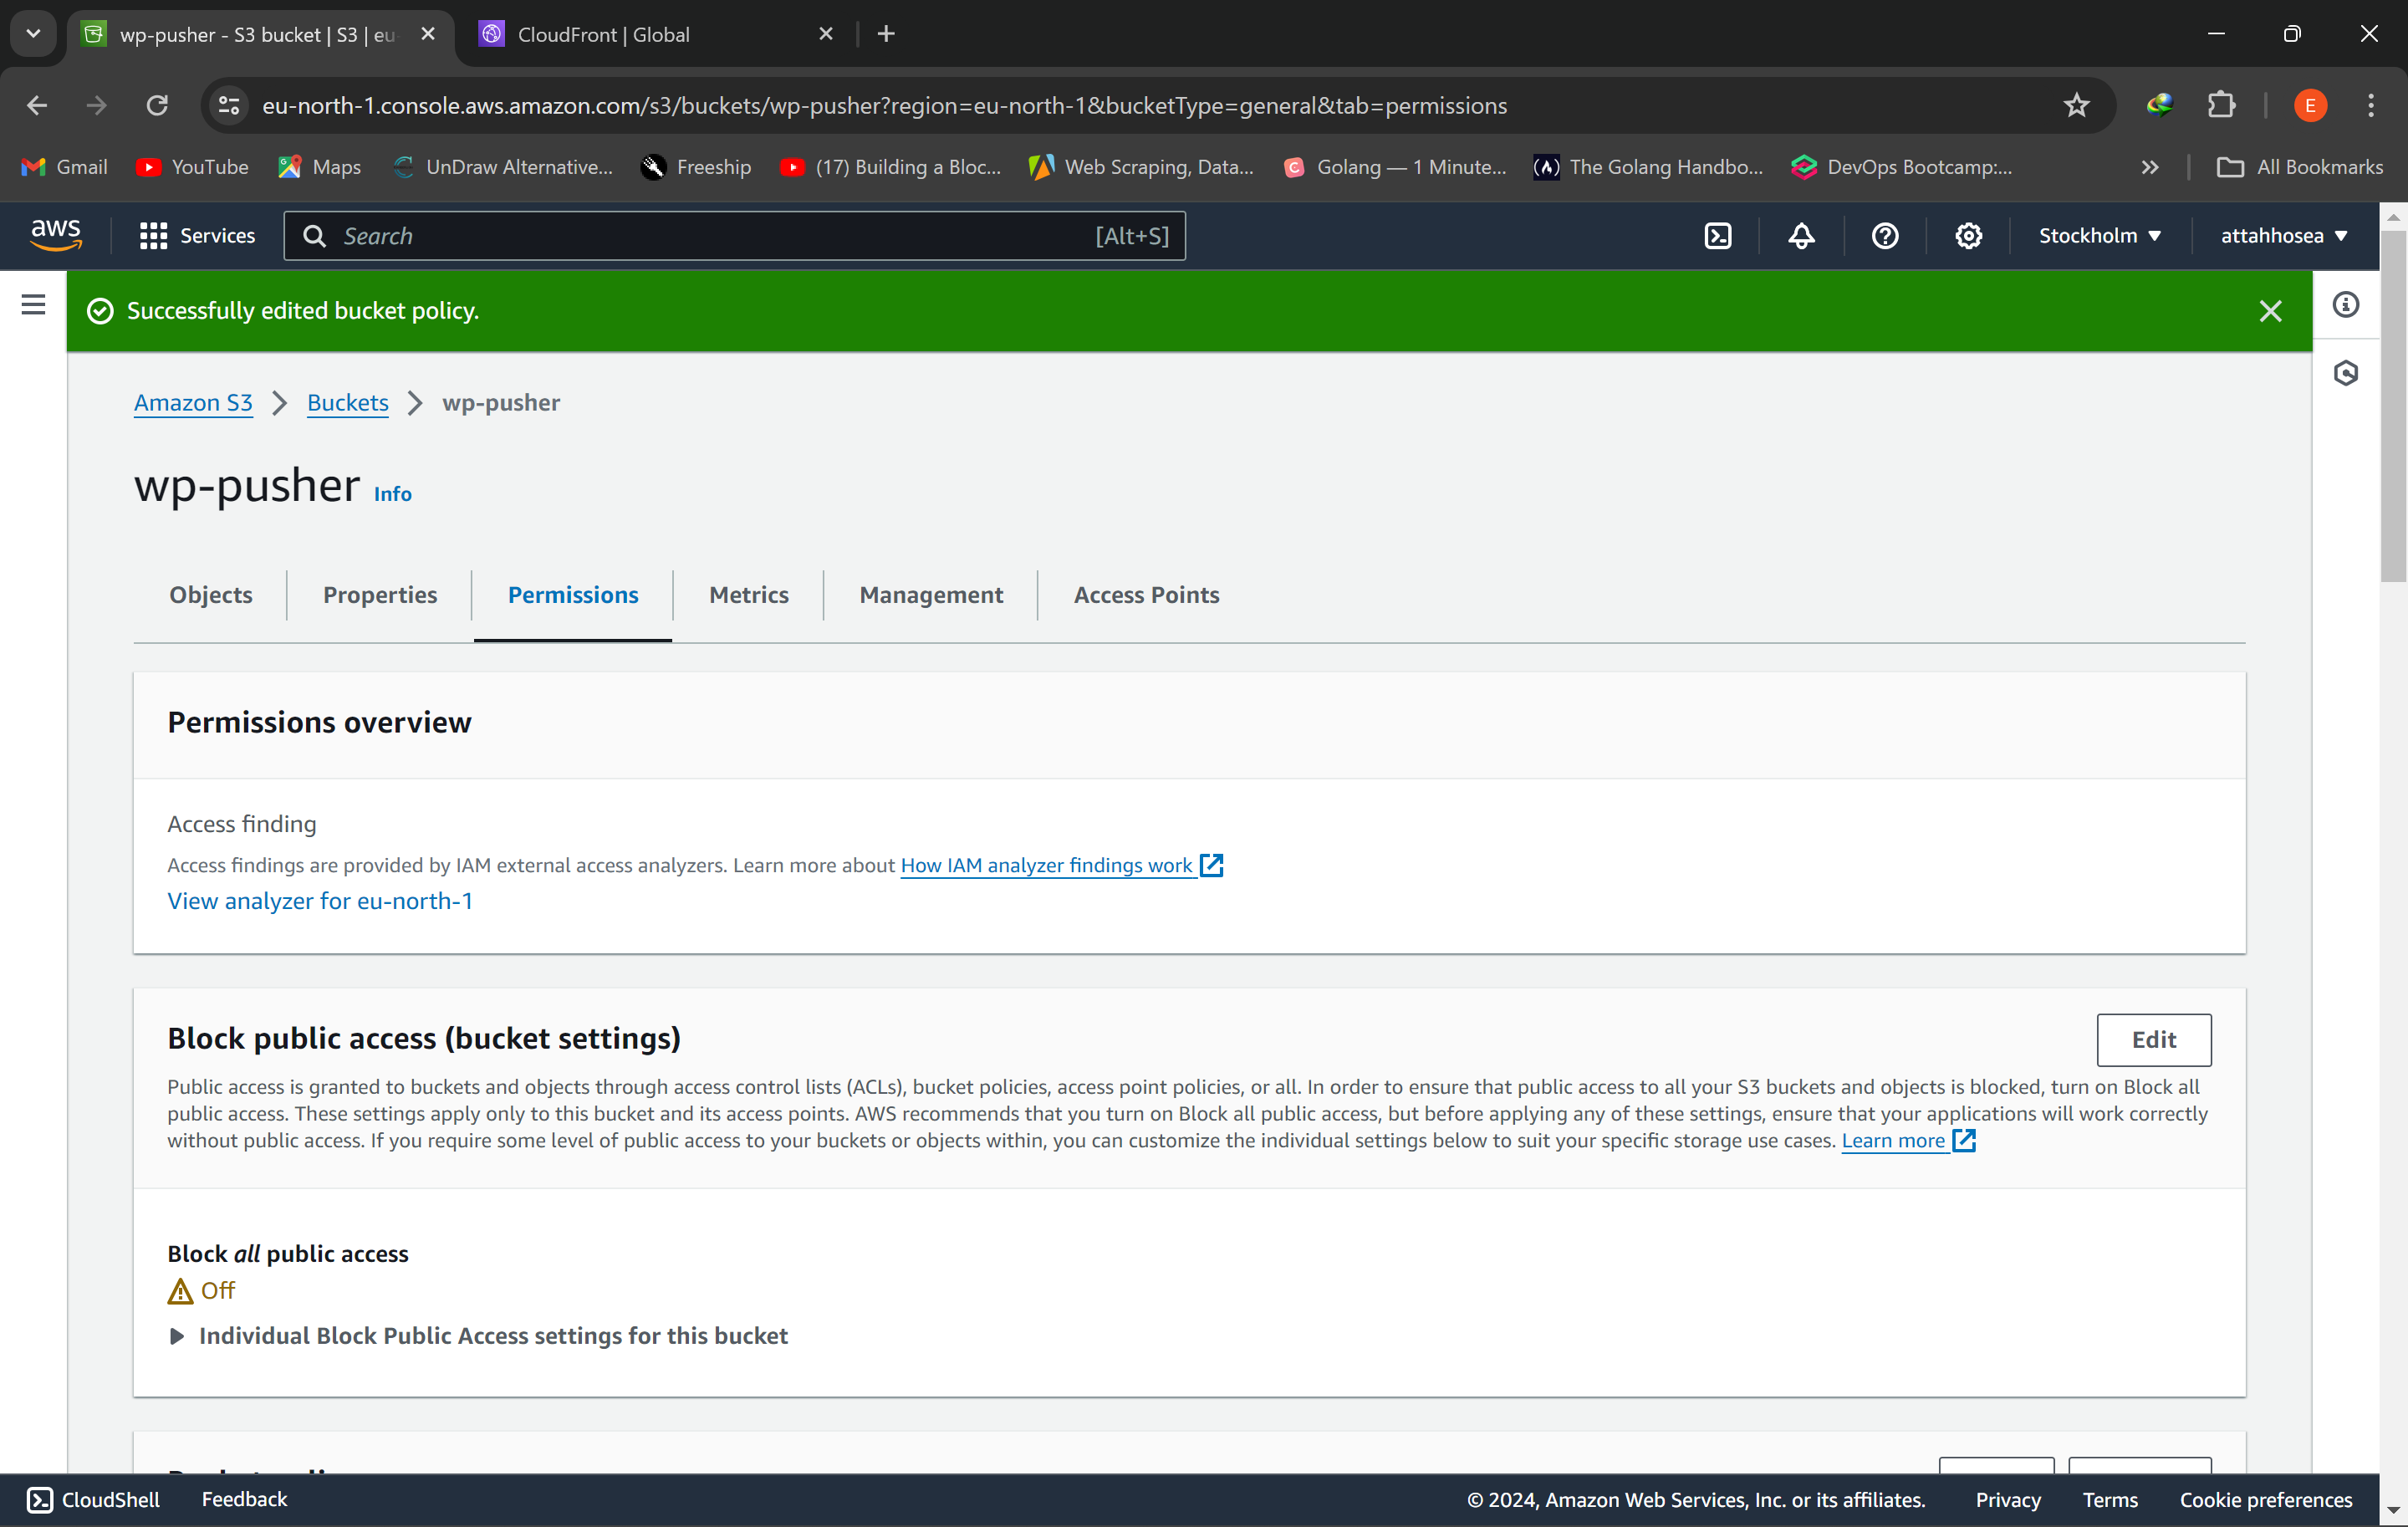 wp-pusher - S3 bucket | S3 | eu-
CloudFront | Global
eu-north-1.console.aws.amazon.com/s3/buckets/wp-pusher?region=eu-north-1&bucketType=general&tab=permissions
E
Gmail
YouTube
Maps
UnDraw Alternative...
Freeship
(17) Building a Bloc...
Web Scraping, Data...
Golang — 1 Minute...
The Golang Handbo...
DevOps Bootcamp:...
All Bookmarks
aws
Services
Search
[Alt+S]
Stockholm
attahhosea
Successfully edited bucket policy.
Amazon S3
Buckets
wp-pusher
wp-pusher Info
Objects
Properties
Permissions
Metrics
Management
Access Points
Permissions overview
Access finding
Access findings are provided by IAM external access analyzers. Learn more about How IAM analyzer findings work
View analyzer for eu-north-1
Block public access (bucket settings)
Edit
Public access is granted to buckets and objects through access control lists (ACLs), bucket policies, access point policies, or all. In order to ensure that public access to all your S3 buckets and objects is blocked, turn on Block all
public access. These settings apply only to this bucket and its access points. AWS recommends that you turn on Block all public access, but before applying any of these settings, ensure that your applications will work correctly
without public access. If you require some level of public access to your buckets or objects within, you can customize the individual settings below to suit your specific storage use cases. Learn more
Block all public access
Off
Individual Block Public Access settings for this bucket
CloudShell
Feedback
© 2024, Amazon Web Services, Inc. or its affiliates.
Privacy
Terms
Cookie preferences